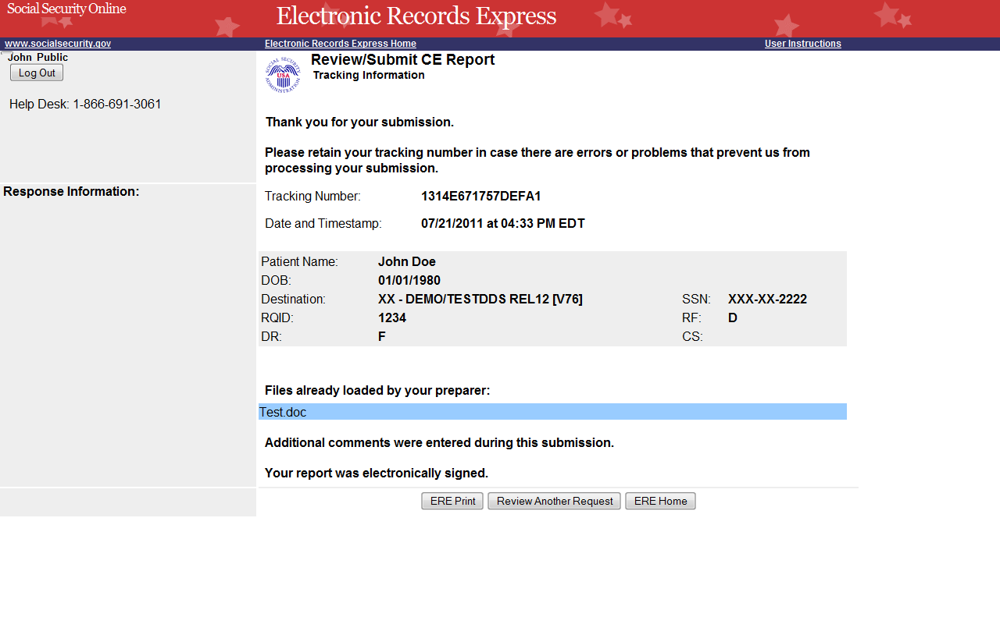 Social Security Online
Electronic Records Express
www.socialsecurity.gov
Electronic Records Express Home
User Instructions
John Public
Log Out
Help Desk: 1-866-691-3061
SOCIAL SECURITY
USA
ADMINISTRATION
Review/Submit CE Report
Tracking Information
Thank you for your submission.
Please retain your tracking number in case there are errors or problems that prevent us from
processing your submission.
Response Information:
Tracking Number: 1314E671757DEFA1
Date and Timestamp: 07/21/2011 at 04:33 PM EDT
Patient Name: John Doe
DOB: 01/01/1980
Destination: XX - DEMO/TESTDDS REL12 [V76] SSN: XXX-XX-2222
RQID: 1234 RF: D
DR: F CS:
Files already loaded by your preparer:
Test.doc
Additional comments were entered during this submission.
Your report was electronically signed.
ERE Print Review Another Request ERE Home